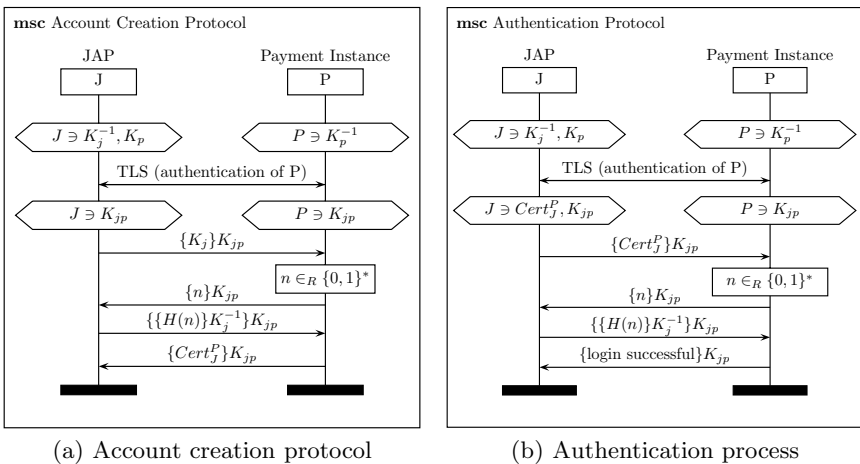 msc Account Creation Protocol
JAP
Payment Instance
J
P
J ∋ K_j^{-1}, K_p
P ∋ K_p^{-1}
TLS (authentication of P)
J ∋ K_{jp}
P ∋ K_{jp}
{K_j}K_{jp}
n ∈_R {0, 1}^*
{n}K_{jp}
{{H(n)}K_j^{-1}}K_{jp}
{Cert_J^P}K_{jp}
(a) Account creation protocol
msc Authentication Protocol
JAP
Payment Instance
J
P
J ∋ K_j^{-1}, K_p
P ∋ K_p^{-1}
TLS (authentication of P)
J ∋ Cert_J^P, K_{jp}
P ∋ K_{jp}
{Cert_J^P}K_{jp}
n ∈_R {0, 1}^*
{n}K_{jp}
{{H(n)}K_j^{-1}}K_{jp}
{login successful}K_{jp}
(b) Authentication process